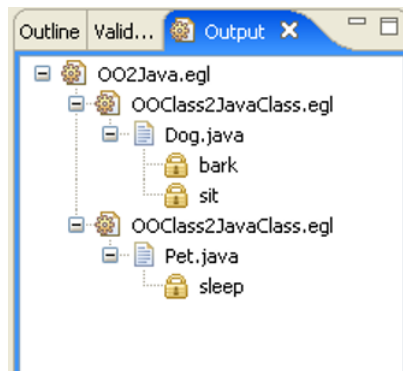 Outline Valid... Output
OO2Java.egl
OOClass2JavaClass.egl
Dog.java
bark
sit
OOClass2JavaClass.egl
Pet.java
sleep